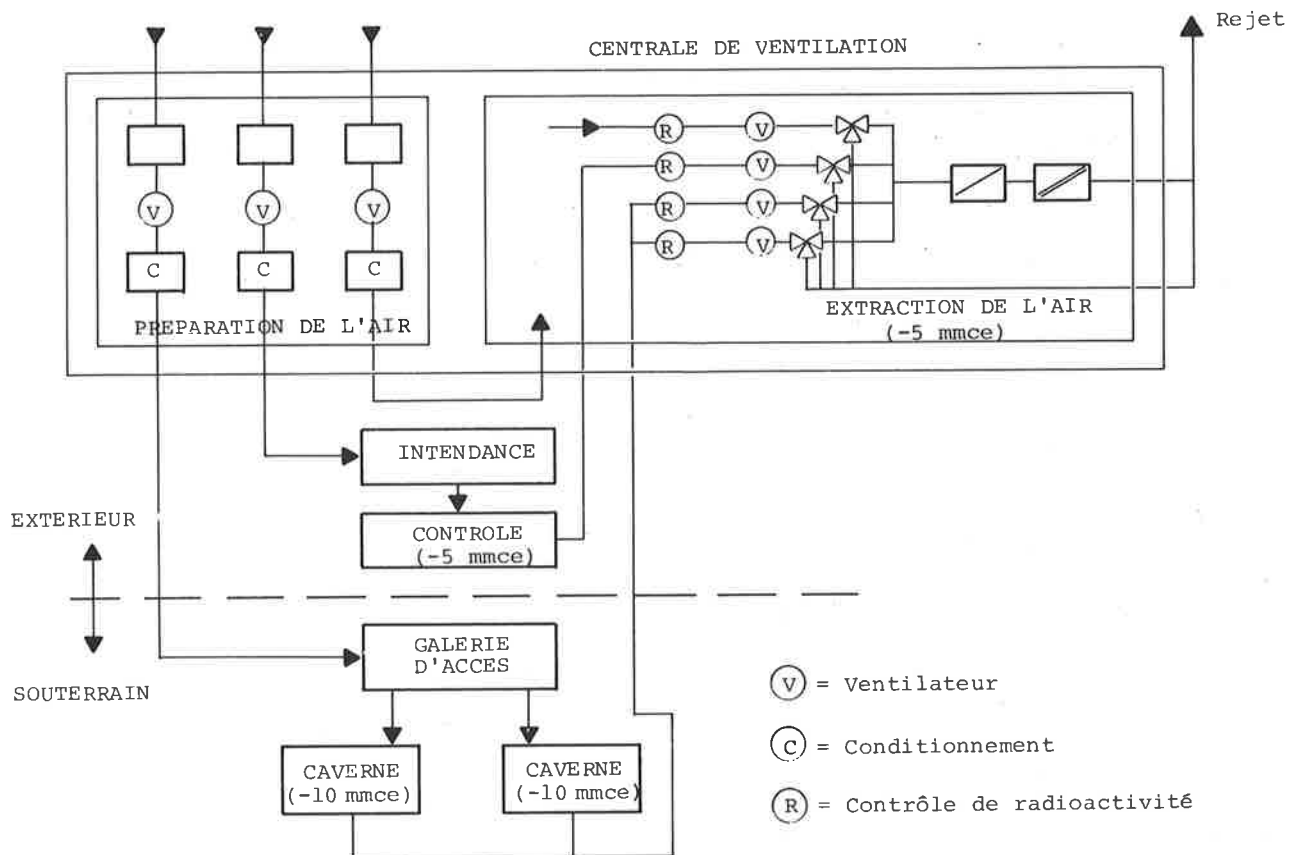 Rejet
CENTRALE DE VENTILATION
R V
R V
R V
R V
V V V
C C C
PREPARATION DE L'AIR
EXTRACTION DE L'AIR
(-5 mmce)
INTENDANCE
EXTERIEUR
CONTROLE
(-5 mmce)
GALERIE
D'ACCES
SOUTERRAIN
V = Ventilateur
C = Conditionnement
R = Contrôle de radioactivité
CAVERNE
(-10 mmce)
CAVERNE
(-10 mmce)